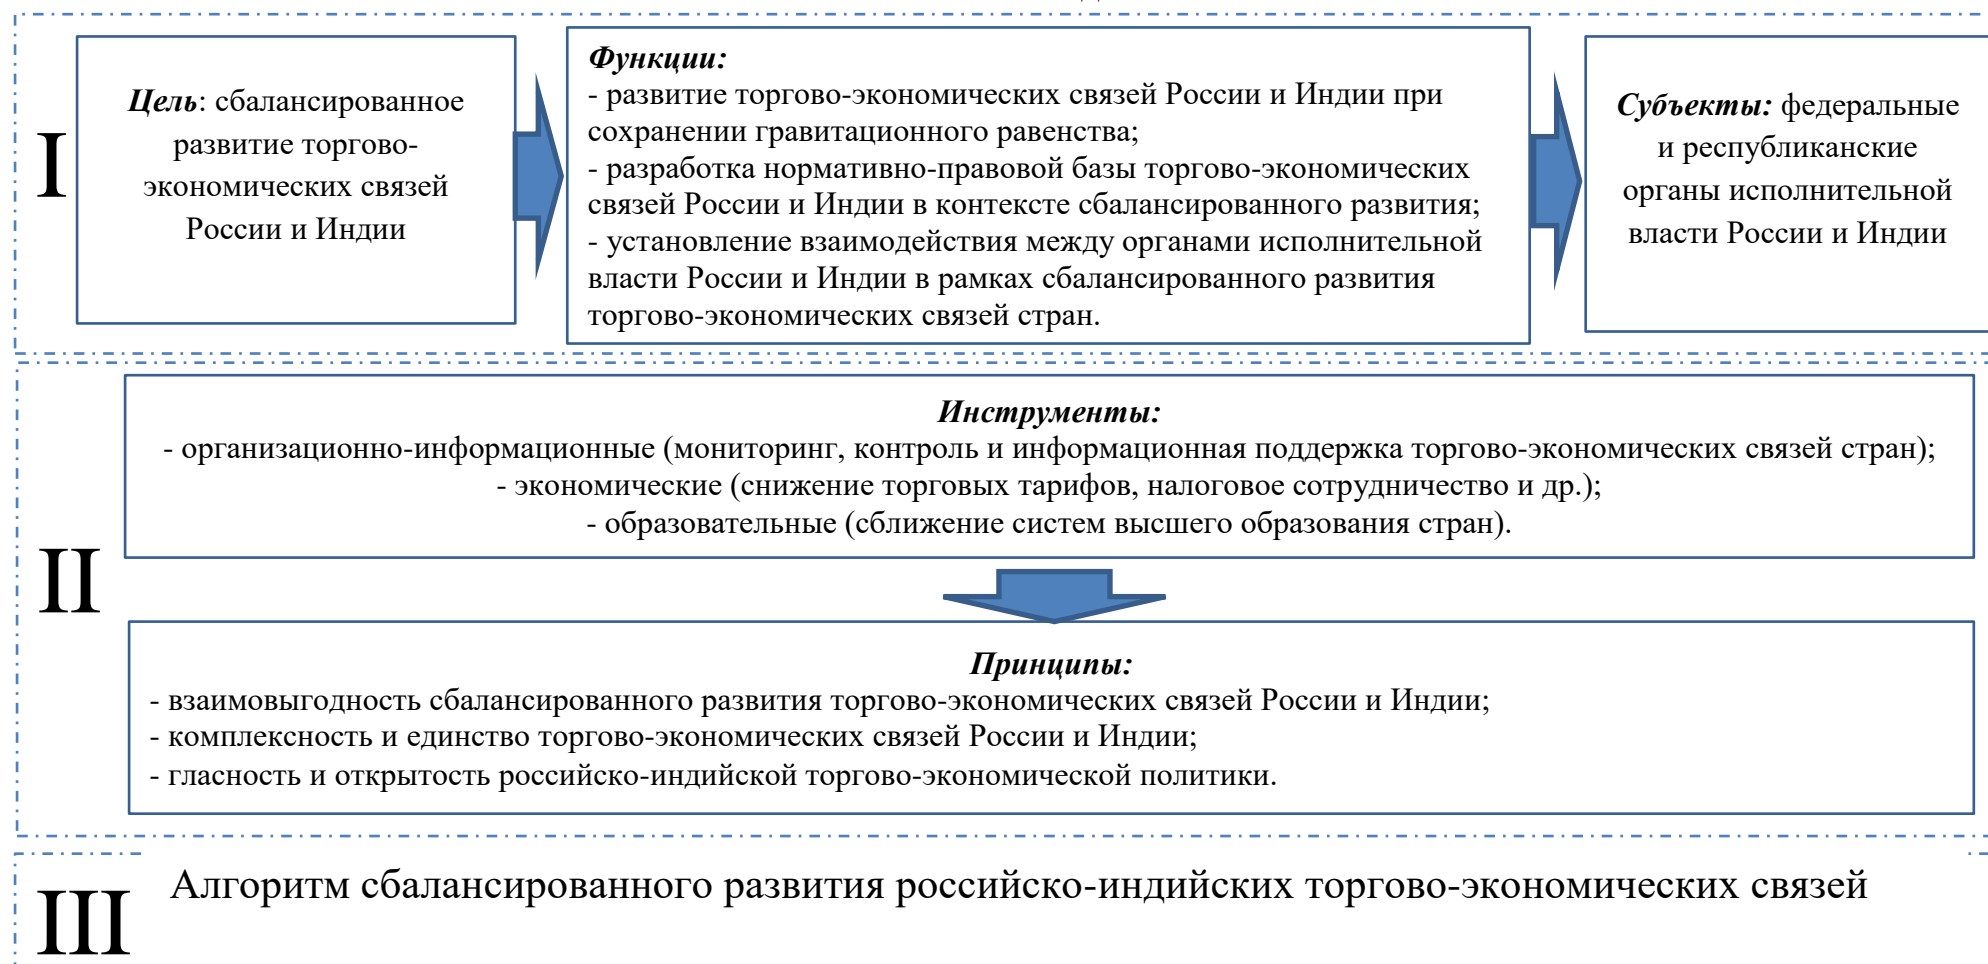 I
Цель: сбалансированное
развитие торгово-
экономических связей
России и Индии
Функции:
- развитие торгово-экономических связей России и Индии при
сохранении гравитационного равенства;
- разработка нормативно-правовой базы торгово-экономических
связей России и Индии в контексте сбалансированного развития;
- установление взаимодействия между органами исполнительной
власти России и Индии в рамках сбалансированного развития
торгово-экономических связей стран.
Субъекты: федеральные
и республиканские
органы исполнительной
власти России и Индии
II
Инструменты:
- организационно-информационные (мониторинг, контроль и информационная поддержка торгово-экономических связей стран);
- экономические (снижение торговых тарифов, налоговое сотрудничество и др.);
- образовательные (сближение систем высшего образования стран).
Принципы:
- взаимовыгодность сбалансированного развития торгово-экономических связей России и Индии;
- комплексность и единство торгово-экономических связей России и Индии;
- гласность и открытость российско-индийской торгово-экономической политики.
III
Алгоритм сбалансированного развития российско-индийских торгово-экономических связей